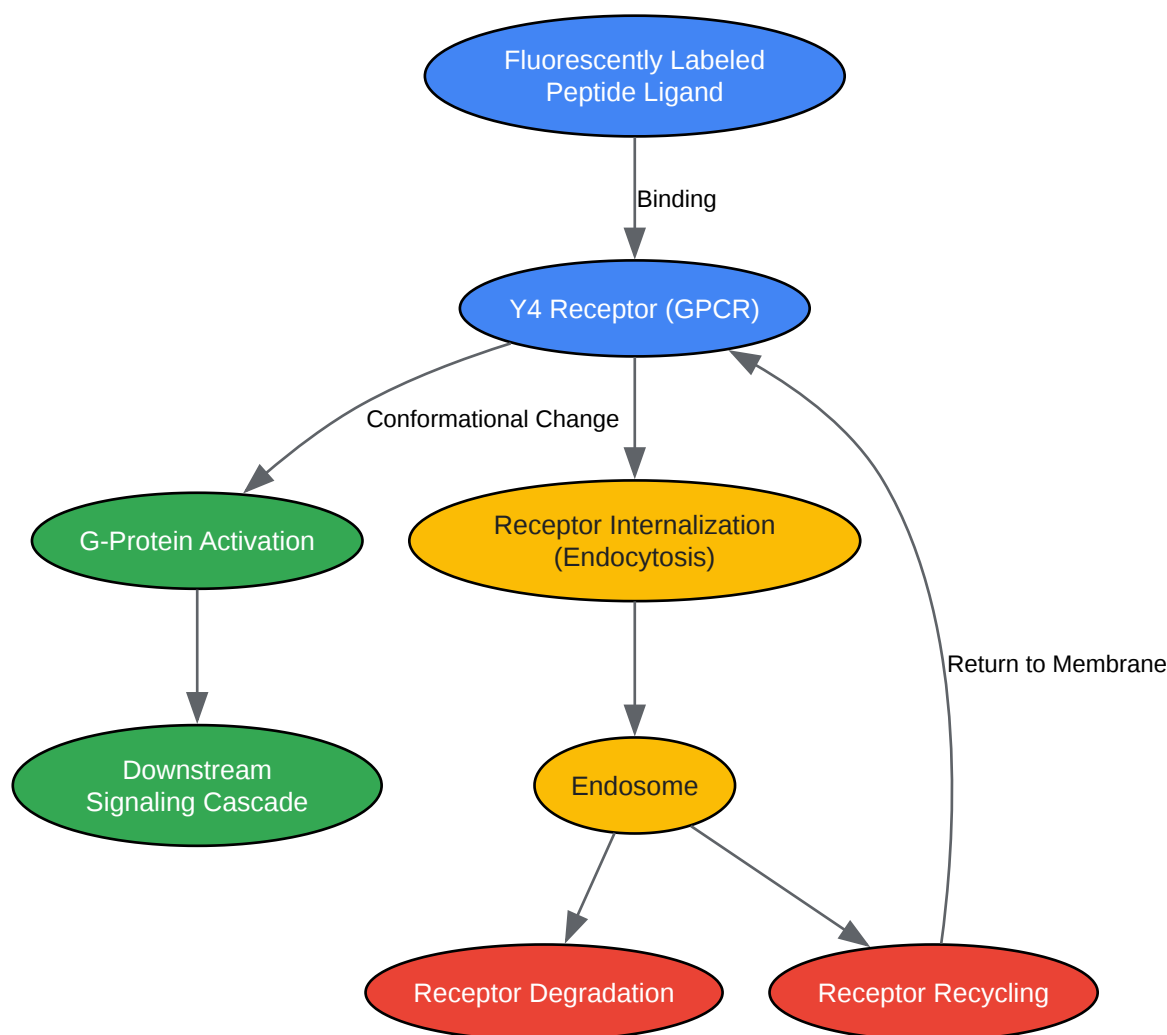 Fluorescently Labeled
Peptide Ligand
Binding
Y4 Receptor (GPCR)
Conformational Change
Return to Membrane
G-Protein Activation
Receptor Internalization
(Endocytosis)
Downstream
Signaling Cascade
Endosome
Receptor Degradation
Receptor Recycling